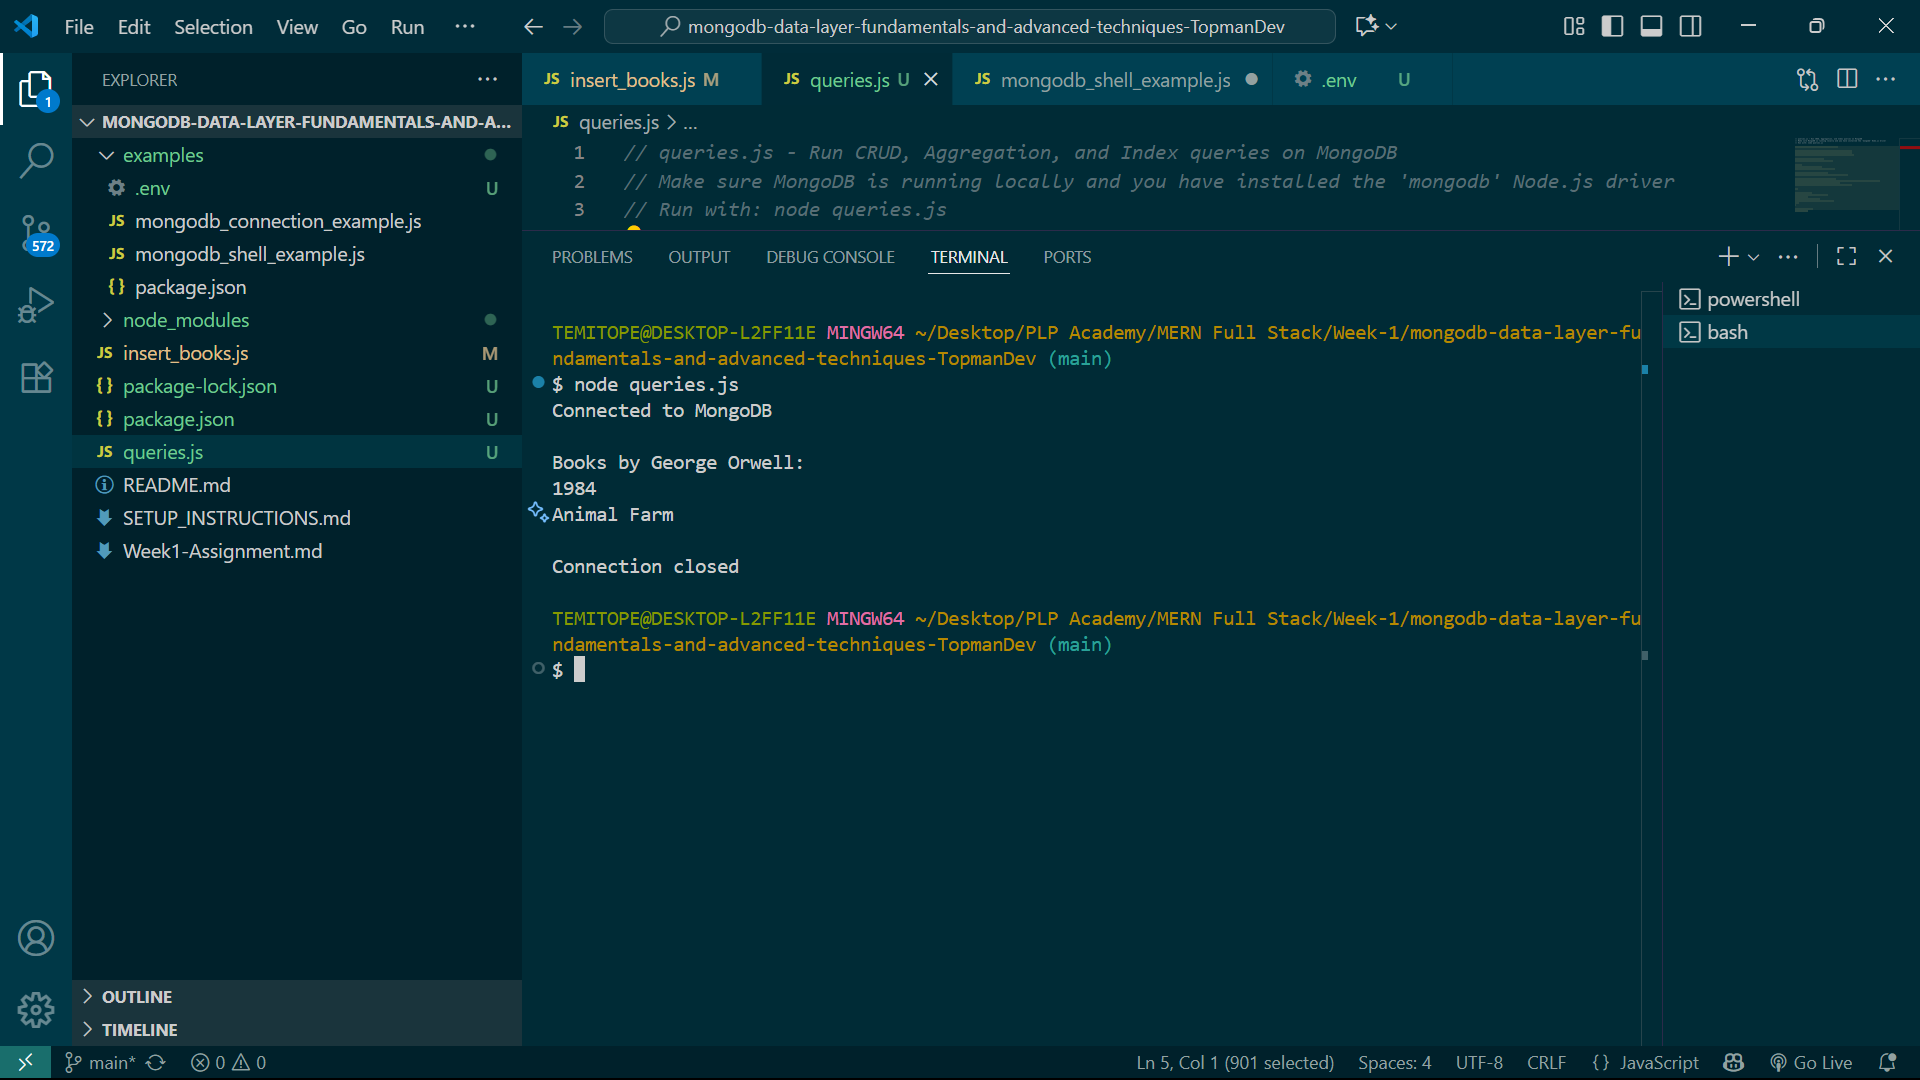 File Edit Selection View Go Run ···
mongodb-data-layer-fundamentals-and-advanced-techniques-TopmanDev
EXPLORER ···
1
572
MONGODB-DATA-LAYER-FUNDAMENTALS-AND-A...
examples
.env U
JS mongodb_connection_example.js
JS mongodb_shell_example.js
{} package.json
node_modules
JS insert_books.js M
{} package-lock.json U
{} package.json U
JS queries.js U
README.md
SETUP_INSTRUCTIONS.md
Week1-Assignment.md
OUTLINE
TIMELINE
JS insert_books.js M JS queries.js U JS mongodb_shell_example.js .env U ···
JS queries.js > ...
1 // queries.js - Run CRUD, Aggregation, and Index queries on MongoDB
2 // Make sure MongoDB is running locally and you have installed the 'mongodb' Node.js driver
3 // Run with: node queries.js
PROBLEMS OUTPUT DEBUG CONSOLE TERMINAL PORTS
TEMITOPE@DESKTOP-L2FF11E MINGW64 ~/Desktop/PLP Academy/MERN Full Stack/Week-1/mongodb-data-layer-fu
ndamentals-and-advanced-techniques-TopmanDev (main)
$ node queries.js
Connected to MongoDB
Books by George Orwell:
1984
Animal Farm
Connection closed
TEMITOPE@DESKTOP-L2FF11E MINGW64 ~/Desktop/PLP Academy/MERN Full Stack/Week-1/mongodb-data-layer-fu
ndamentals-and-advanced-techniques-TopmanDev (main)
$
powershell
bash
main* 0 0 Ln 5, Col 1 (901 selected) Spaces: 4 UTF-8 CRLF {} JavaScript Go Live